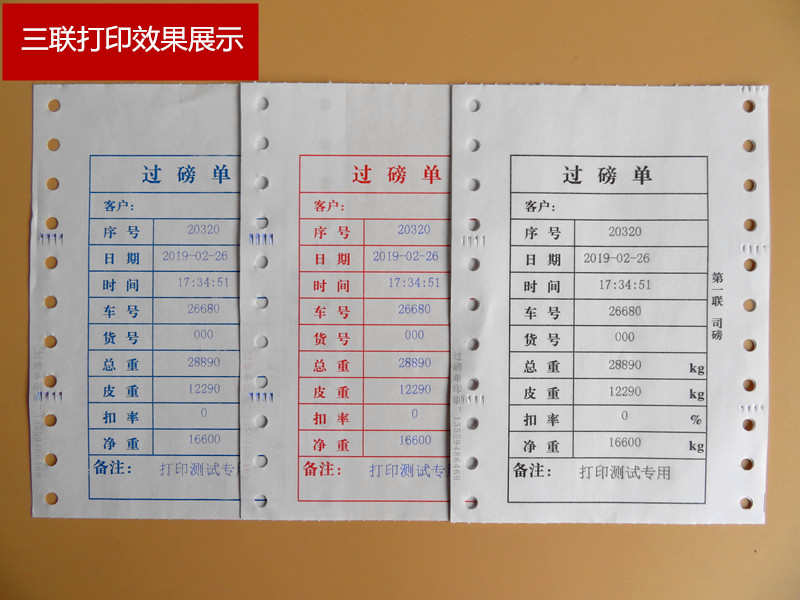 三联打印效果展示
过磅单
客户:
序号 20320
日期 2019-02-26
时间 17:34:51
车号 26680
货号 000
总重 28890
皮重 12290
扣率 0
净重 16600
备注: 打印测试专
过磅单
客户:
序号 20320
日期 2019-02-26
时间 17:34:51
车号 26680
货号 000
总重 28890
皮重 12290
扣率 0
净重 16600
备注: 打印测试专
过磅单
客户:
序号 20320
日期 2019-02-26
时间 17:34:51
车号 26680
货号 000
总重 28890 kg
皮重 12290 kg
扣率 0 %
净重 16600 kg
备注: 打印测试专用
第一联 司磅